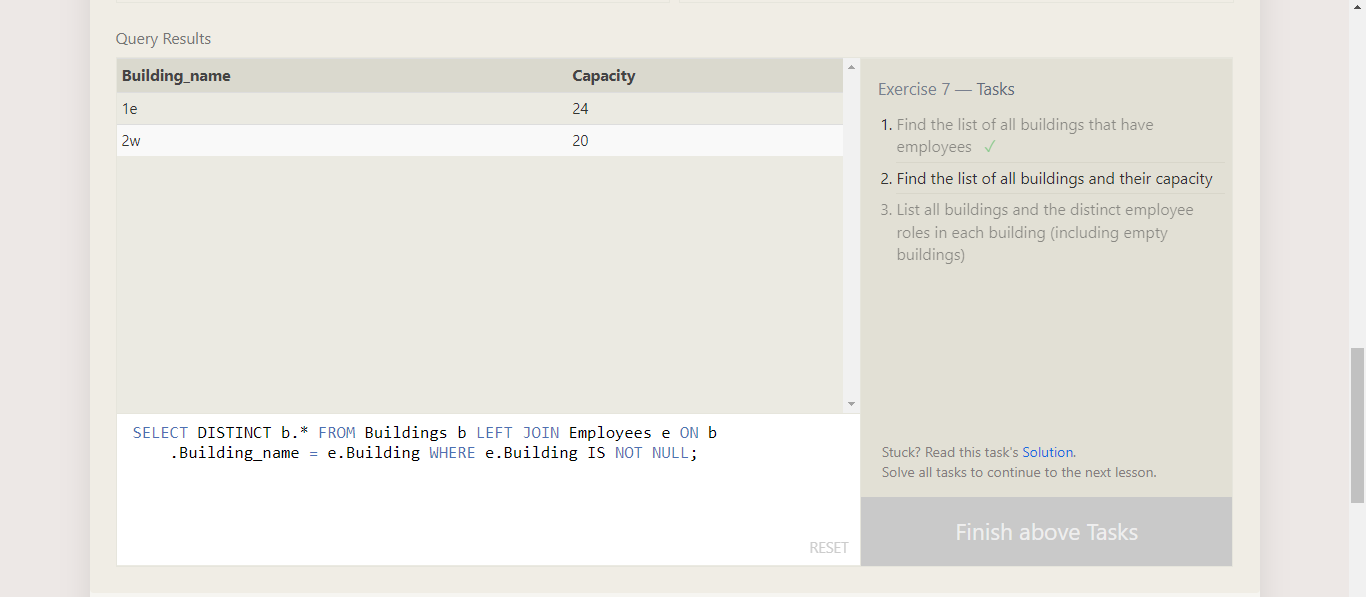 Query Results
Building_name Capacity
1e 24
2w 20
SELECT DISTINCT b.* FROM Buildings b LEFT JOIN Employees e ON b
.Building_name = e.Building WHERE e.Building IS NOT NULL;
RESET
Exercise 7 — Tasks
1. Find the list of all buildings that have
employees ✓
2. Find the list of all buildings and their capacity
3. List all buildings and the distinct employee
roles in each building (including empty
buildings)
Stuck? Read this task's Solution.
Solve all tasks to continue to the next lesson.
Finish above Tasks